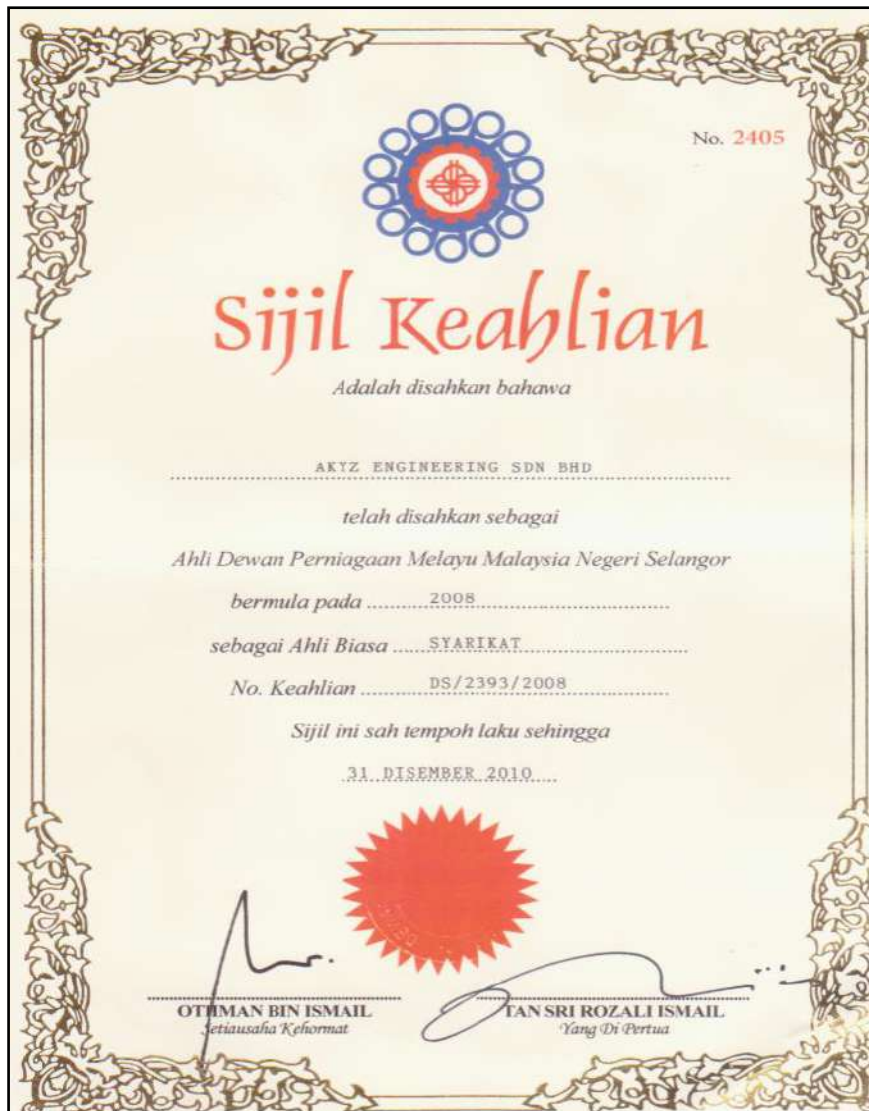 No. 2405
Sijil Keahlian
Adalah disahkan bahawa
AKYZ ENGINEERING SDN BHD
telah disahkan sebagai
Ahli Dewan Perniagaan Melayu Malaysia Negeri Selangor
bermula pada 2008
sebagai Ahli Biasa SYARIKAT
No. Keahlian DS/2393/2008
Sijil ini sah tempoh laku sehingga
31 DISEMBER 2010
OTHMAN BIN ISMAIL
Setiausaha Kehormat
TAN SRI ROZALI ISMAIL
Yang Di Pertua